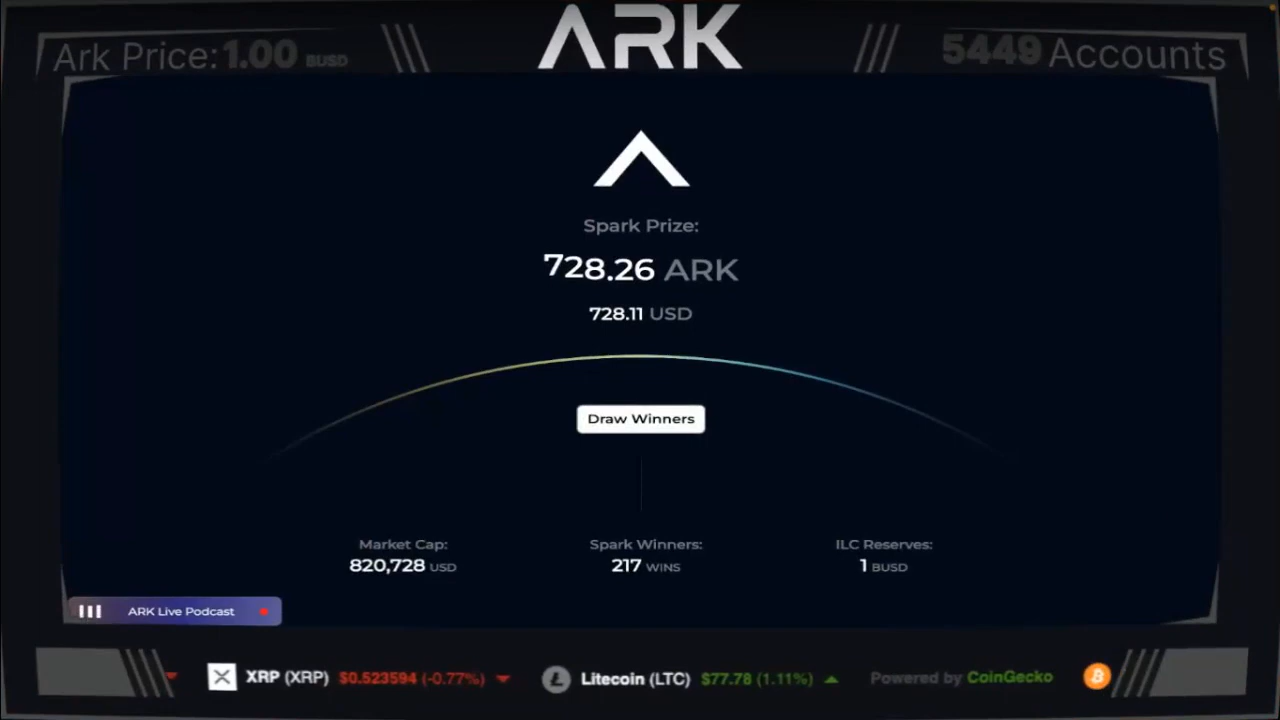 ARK
Ark Price: 1.00 BUSD
5449 Accounts
Spark Prize:
728.26 ARK
728.11 USD
Draw Winners
Market Cap:
820,728 USD
Spark Winners:
217 WINS
ILC Reserves:
1 BUSD
ARK Live Podcast
XRP (XRP) $0.523594 (-0.77%) Litecoin (LTC) $77.78 (1.11%) Powered by CoinGecko